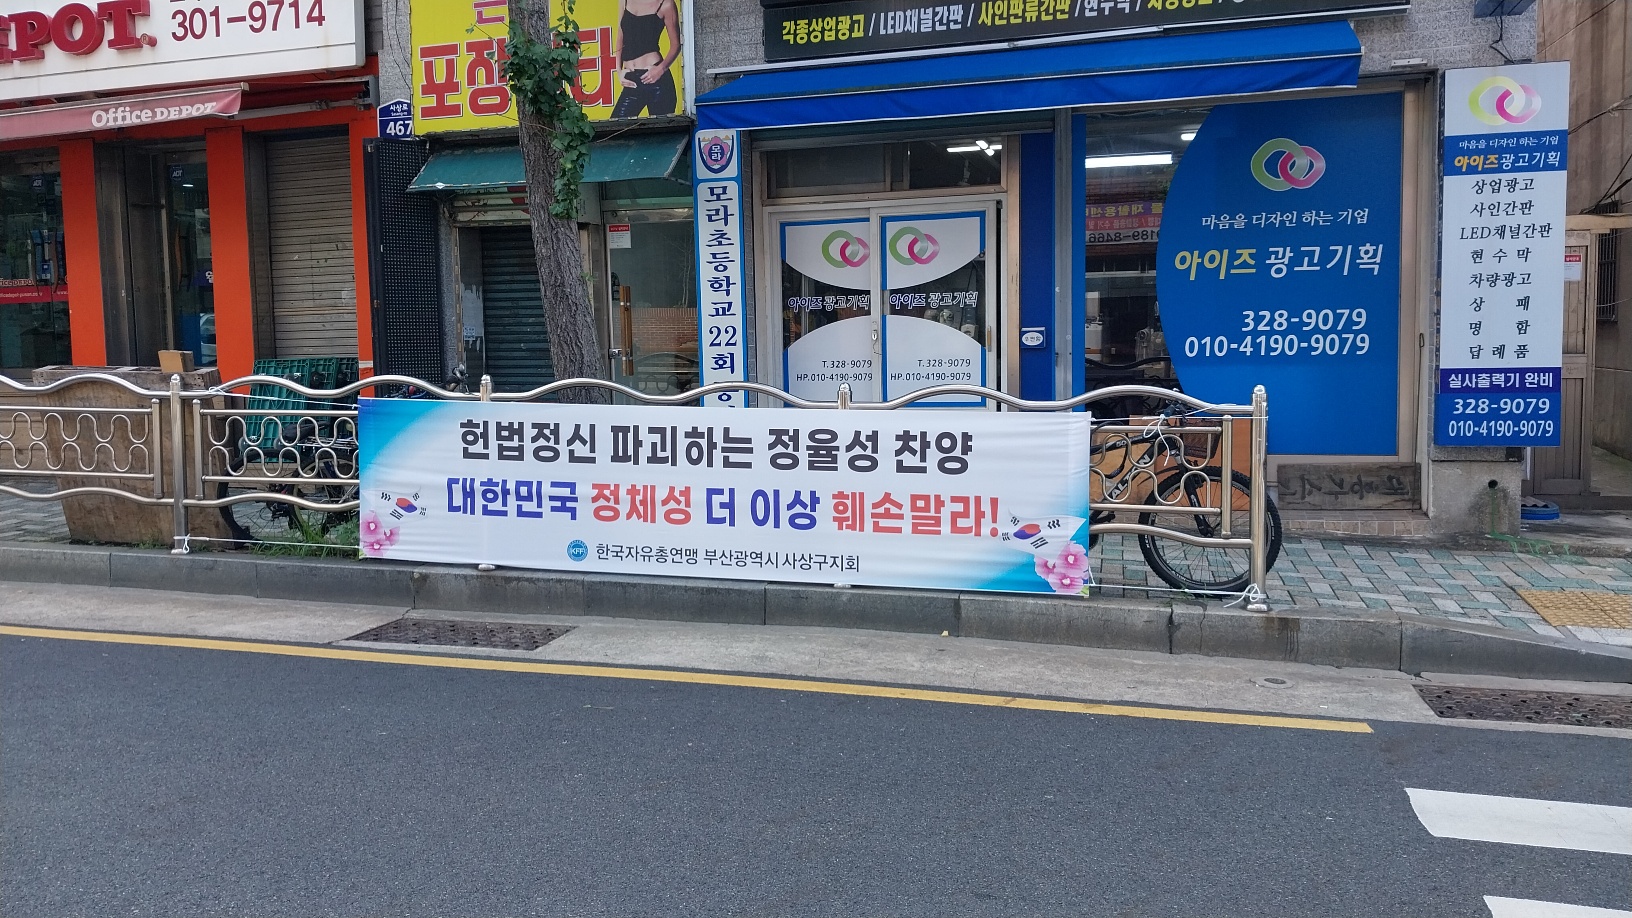 DEPOT
301-9714
Office DEPOT
사상로
467
포장
각종상업광고 / LED채널간판 / 사인판류간판 / 현수막 /
모라
모라초등학교22회
아이즈 광고기획
T. 328-9079
HP. 010-4190-9079
아이즈 광고기획
T. 328-9079
HP. 010-4190-9079
마음을 디자인 하는 기업
아이즈 광고기획
328-9079
010-4190-9079
마음을 디자인 하는 기업
아이즈광고기획
상업광고
사인간판
LED채널간판
현 수 막
차량광고
상 패
명 함
답 례 품
실사출력기 완비
328-9079
010-4190-9079
헌법정신 파괴하는 정율성 찬양
대한민국 정체성 더 이상 훼손말라!
KFF 한국자유총연맹 부산광역시 사상구지회